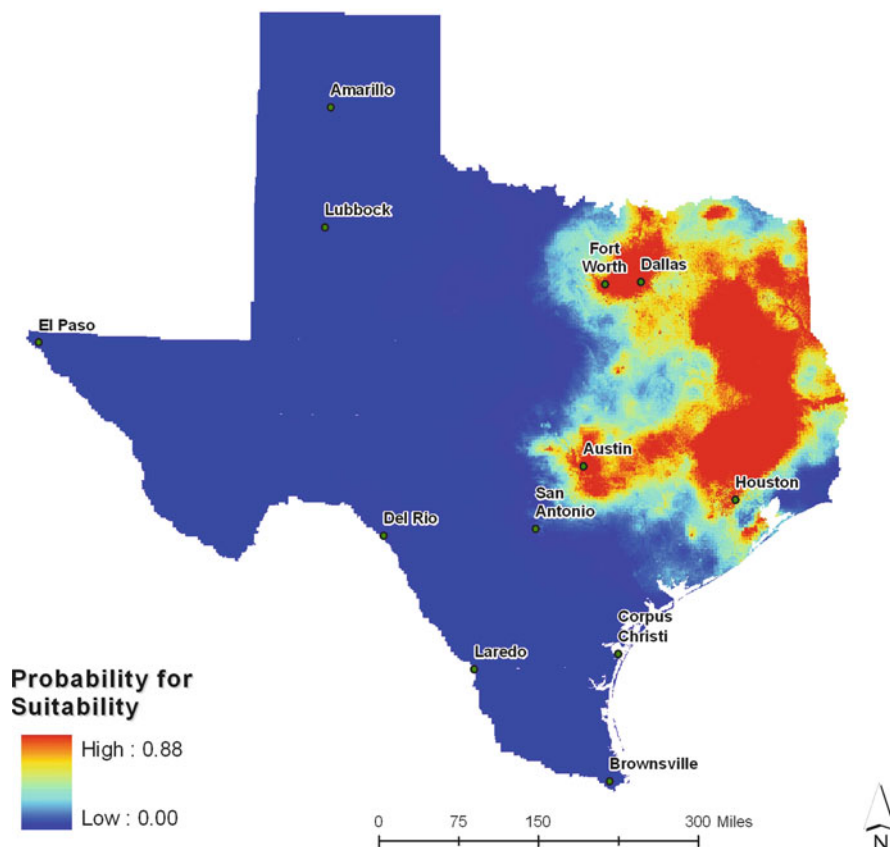 Amarillo
Lubbock
Fort
Worth
Dallas
El Paso
Austin
San
Antonio
Houston
Del Rio
Corpus
Christi
Laredo
Brownsville
Probability for
Suitability
High : 0.88
Low : 0.00
0 75 150 300 Miles
N